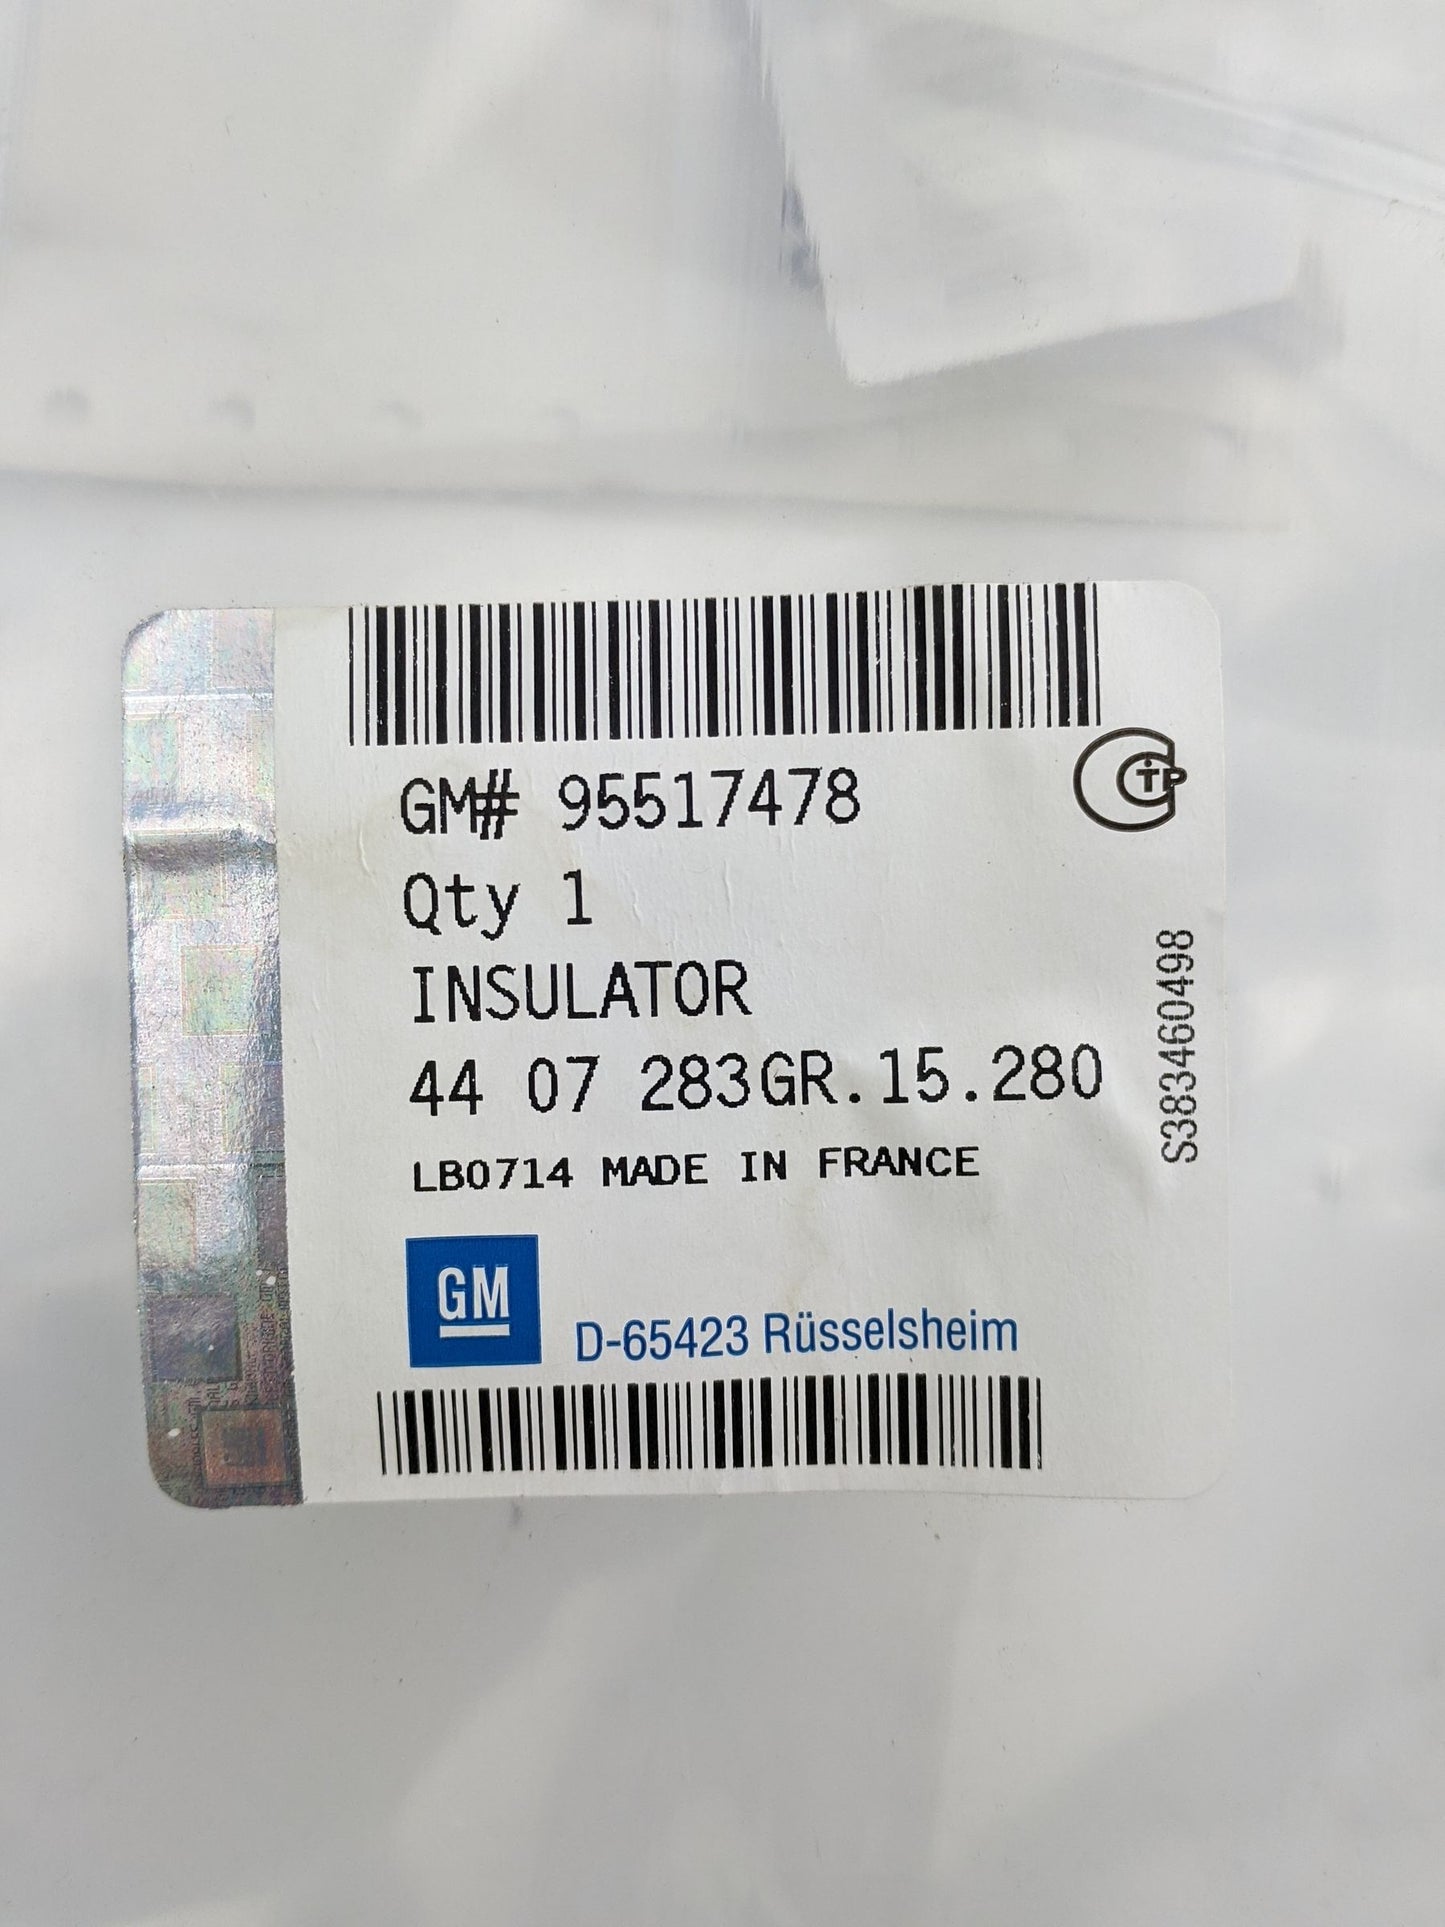 GM# 95517478
Qty 1
INSULATOR
44 07 283GR.15.280
LB0714 MADE IN FRANCE
GM
D-65423 Rüsselsheim
S383460498